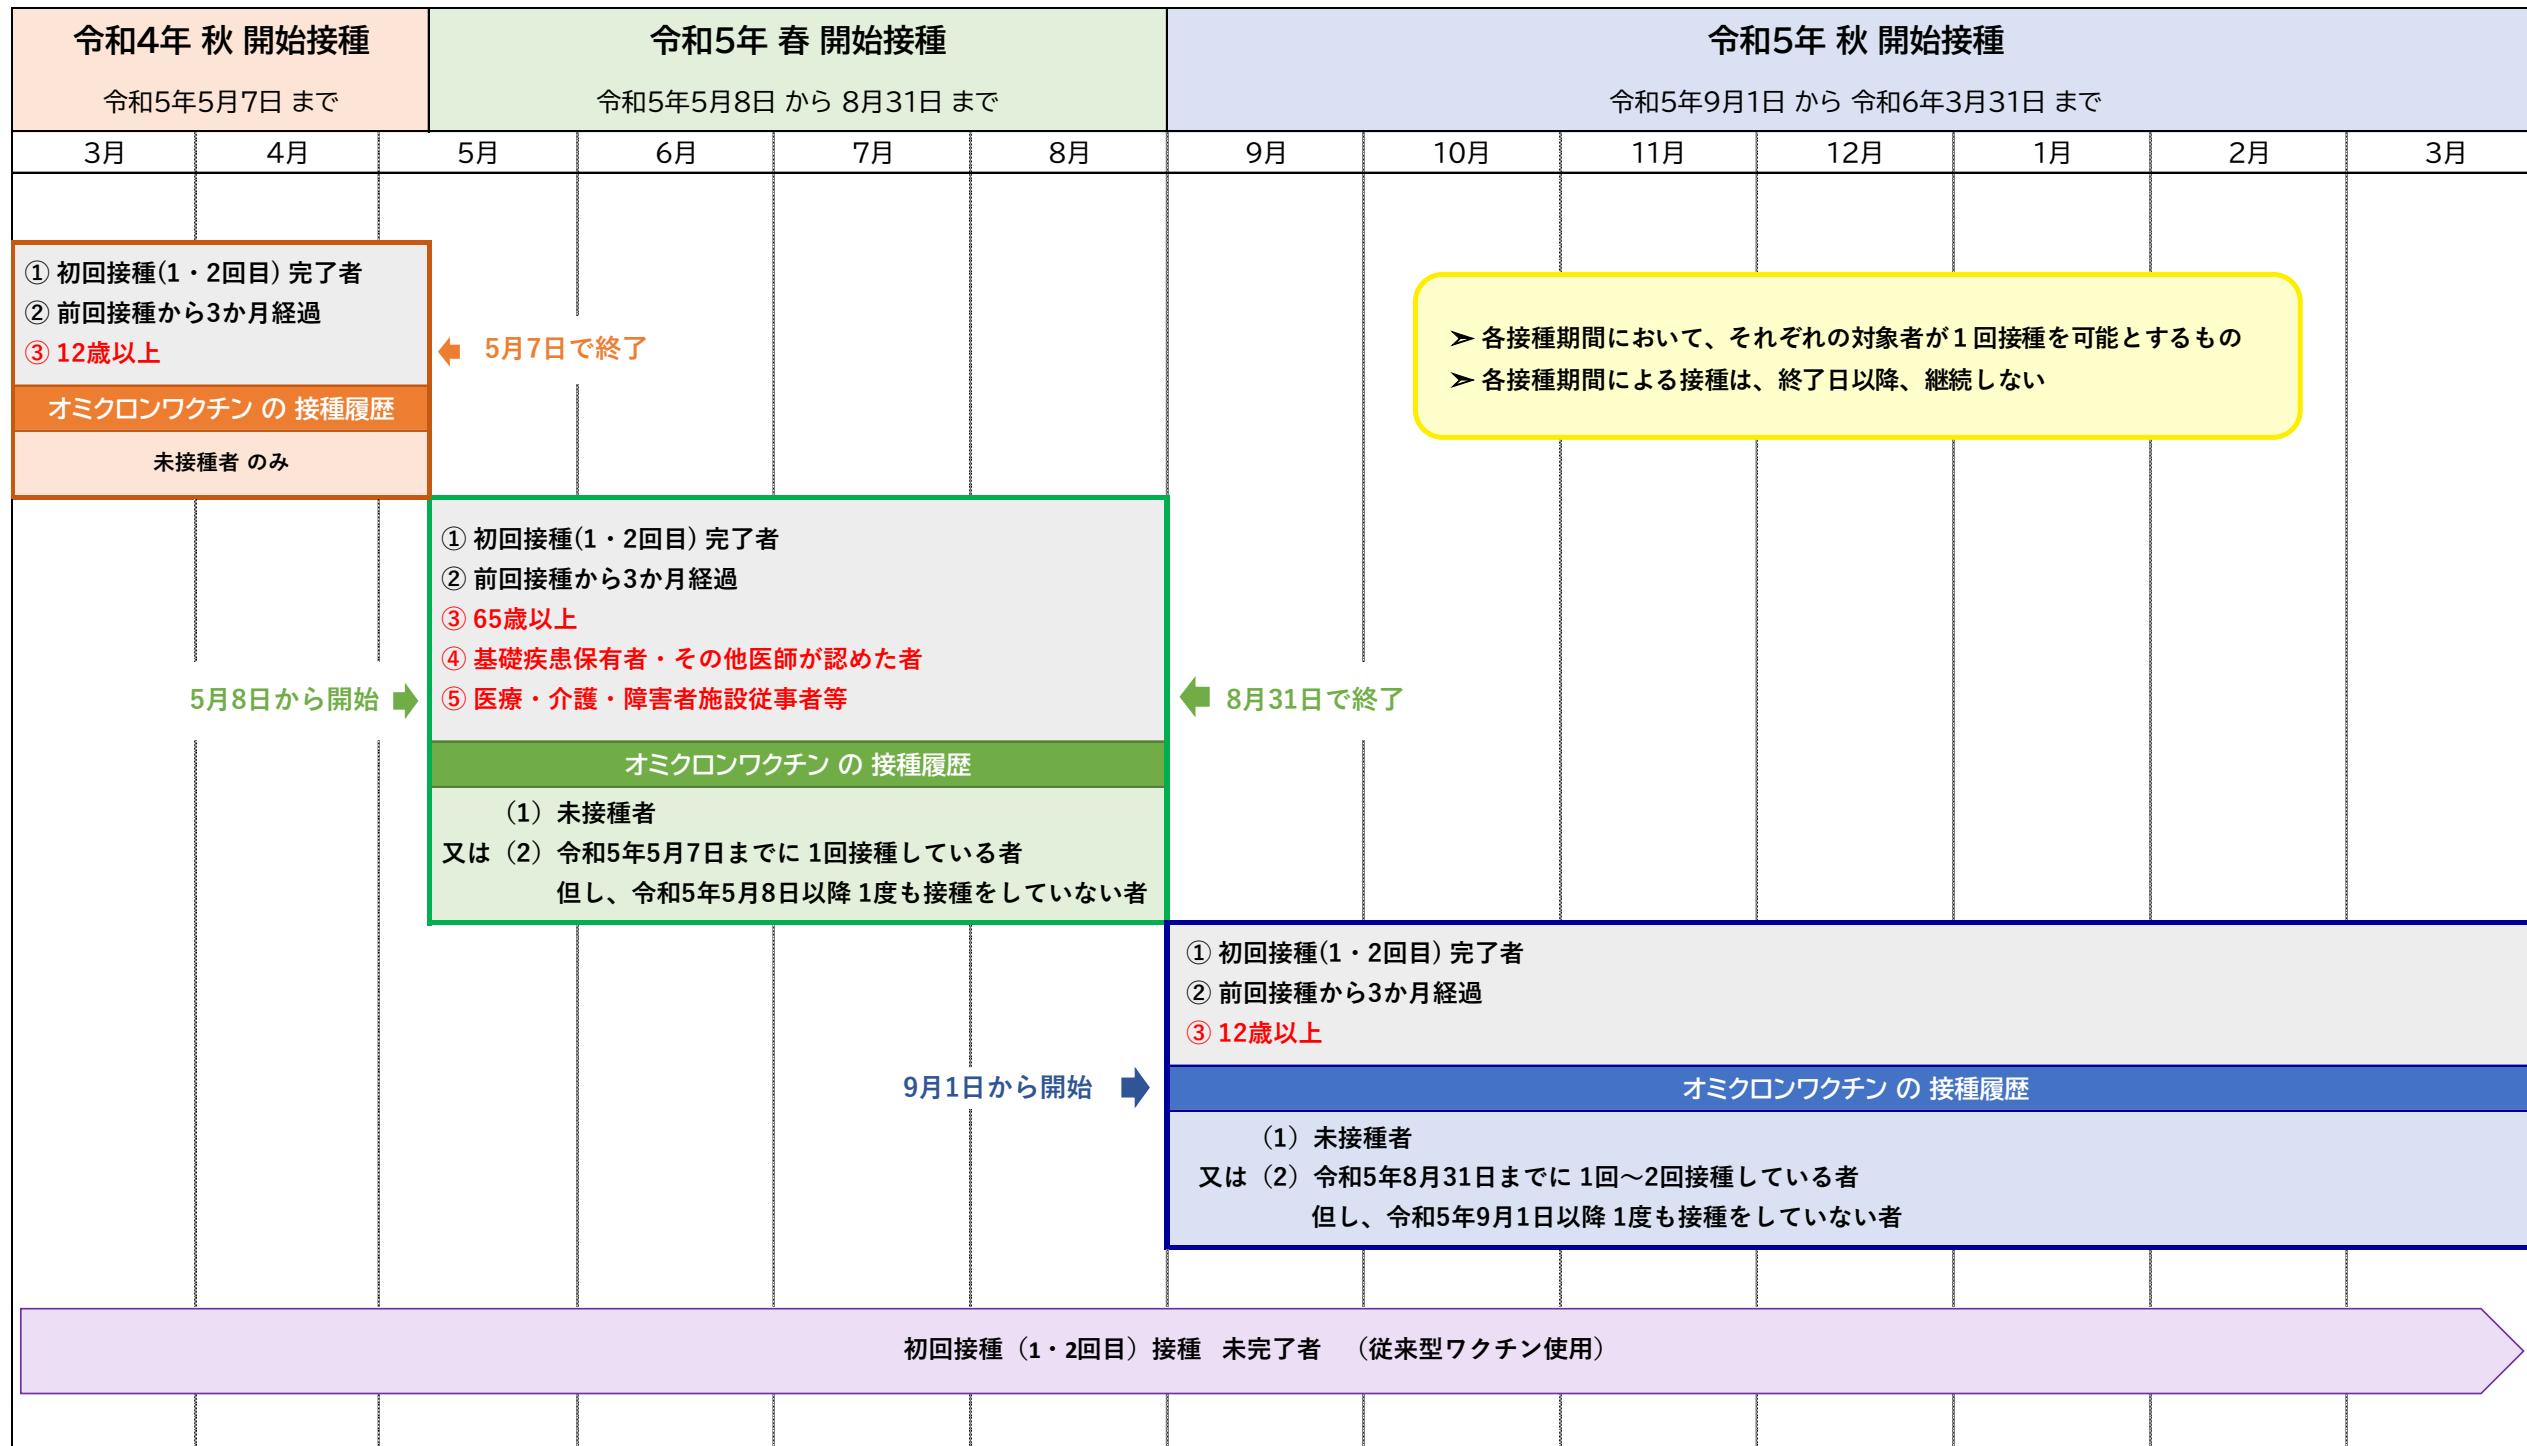 令和4年 秋 開始接種
令和5年5月7日 まで
令和5年 春 開始接種
令和5年5月8日 から 8月31日 まで
令和5年 秋 開始接種
令和5年9月1日 から 令和6年3月31日 まで
3月 4月 5月 6月 7月 8月 9月 10月 11月 12月 1月 2月 3月
① 初回接種(1・2回目) 完了者
② 前回接種から3か月経過
③ 12歳以上
オミクロンワクチン の 接種履歴
未接種者 のみ
5月7日で終了
➢ 各接種期間において、それぞれの対象者が１回接種を可能とするもの
➢ 各接種期間による接種は、終了日以降、継続しない
5月8日から開始
① 初回接種(1・2回目) 完了者
② 前回接種から3か月経過
③ 65歳以上
④ 基礎疾患保有者・その他医師が認めた者
⑤ 医療・介護・障害者施設従事者等
オミクロンワクチン の 接種履歴
（1）未接種者
又は（2）令和5年5月7日までに 1回接種している者
但し、令和5年5月8日以降 1度も接種をしていない者
8月31日で終了
9月1日から開始
① 初回接種(1・2回目) 完了者
② 前回接種から3か月経過
③ 12歳以上
オミクロンワクチン の 接種履歴
（1）未接種者
又は（2）令和5年8月31日までに 1回～2回接種している者
但し、令和5年9月1日以降 1度も接種をしていない者
初回接種（1・2回目）接種 未完了者 （従来型ワクチン使用）